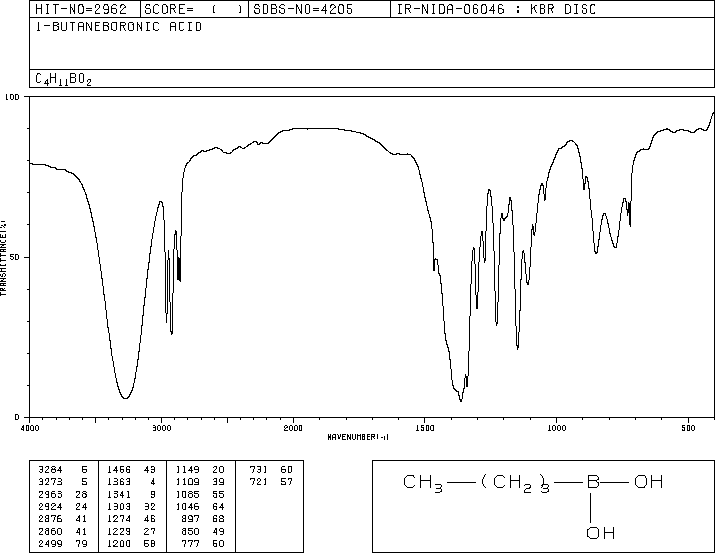 HIT-NO=2962 SCORE= ( ) SDBS-NO=4205 IR-NIDA-06046 : KBR DISC
1-BUTANEBORONIC ACID
C4H11BO2
100
50
0
TRANSMITTANCE(%)
4000 3000 2000 1500 1000 500
WAVENUMBER(-1)
3284 6 1466 43 1149 20 731 60
3273 5 1363 4 1109 39 721 57
2963 28 1341 9 1085 55
2924 24 1303 32 1046 64
2876 41 1274 46 897 68
2860 41 1229 27 850 49
2499 79 1200 58 777 50
CH3—(CH2)3—B—OH
OH